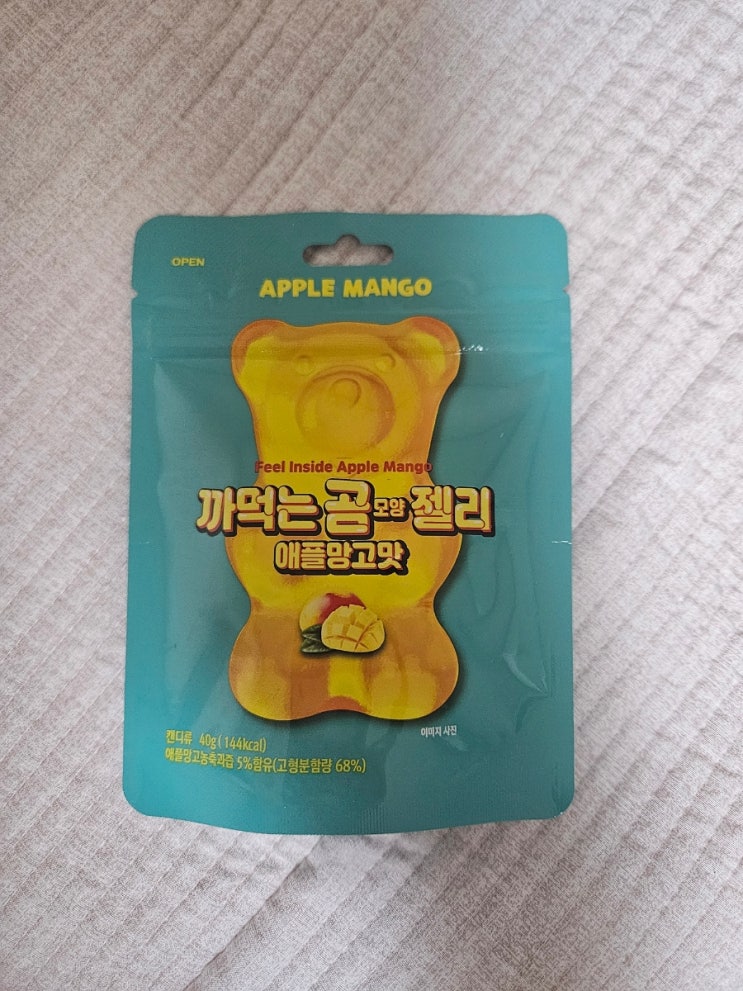 OPEN
APPLE MANGO
Feel Inside Apple Mango
까먹는 곰 모양 젤리
애플망고맛
캔디류 40g(144kcal)
애플망고농축과즙 5%함유(고형분함량 68%)
이미지 사진